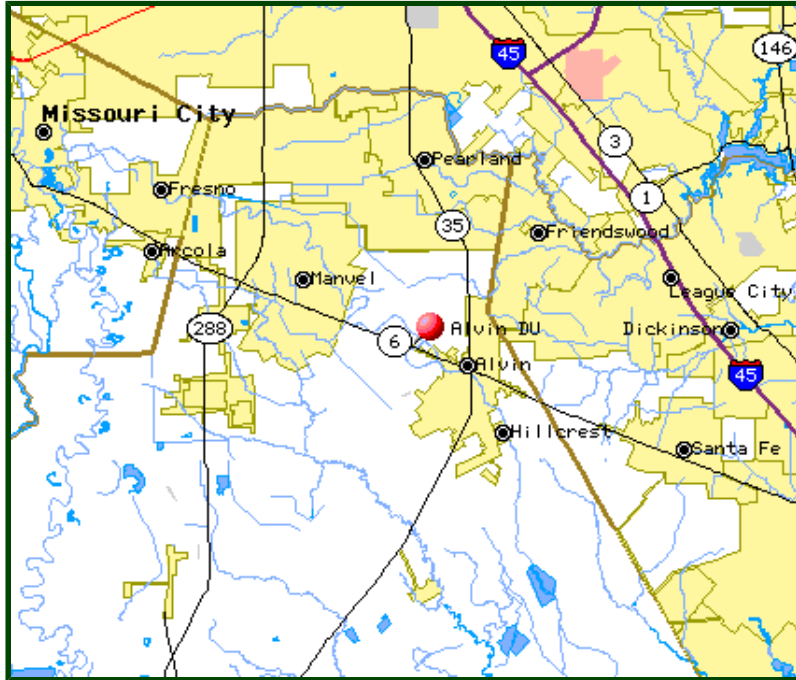 45
146
Missouri City
3
Pearland
Fresno
1
35
Friendswood
Arcola
Manvel
League City
288
Alvin DU
Dickinson
6
Alvin
45
Hillcrest
Santa Fe